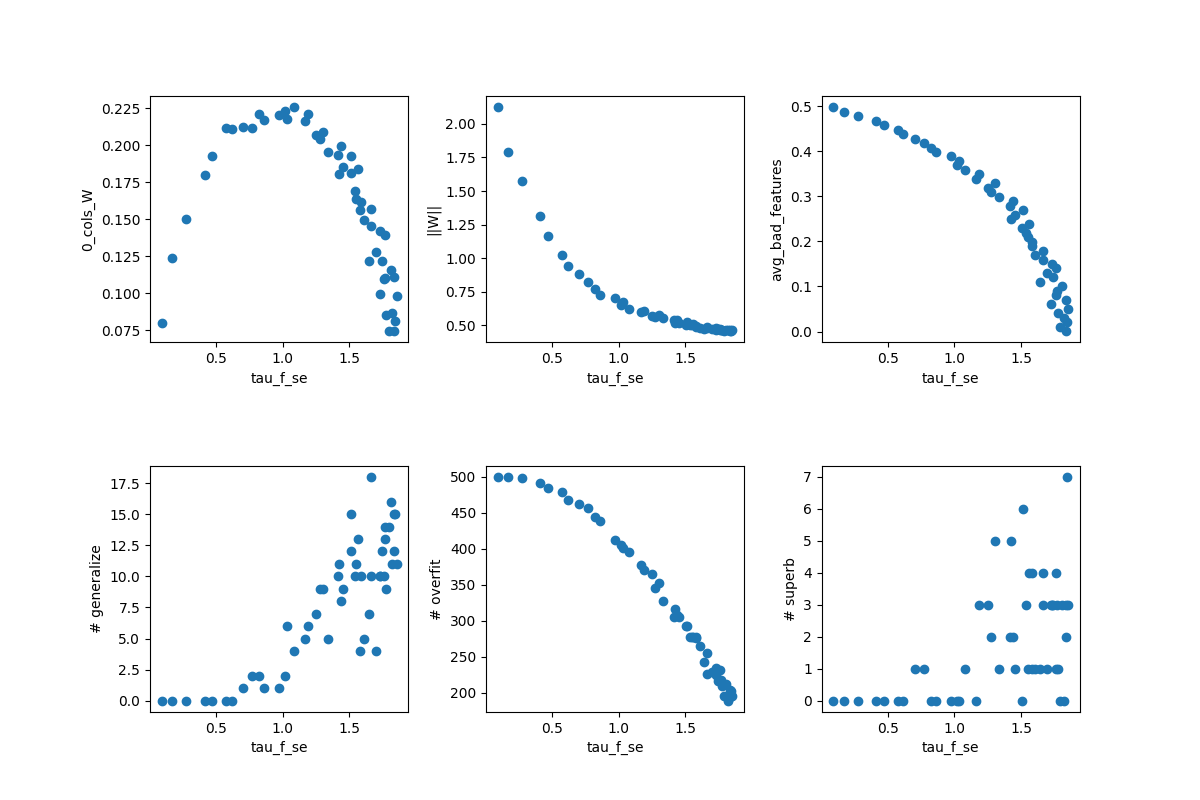 0.225
0.200
0.175
0.150
0.125
0.100
0.075
0_cols_W
0.5 1.0 1.5
tau_f_se
2.00
1.75
1.50
1.25
1.00
0.75
0.50
||W||
0.5 1.0 1.5
tau_f_se
0.5
0.4
0.3
0.2
0.1
0.0
avg_bad_features
0.5 1.0 1.5
tau_f_se
17.5
15.0
12.5
10.0
7.5
5.0
2.5
0.0
# generalize
0.5 1.0 1.5
tau_f_se
500
450
400
350
300
250
200
# overfit
0.5 1.0 1.5
tau_f_se
7
6
5
4
3
2
1
0
# superb
0.5 1.0 1.5
tau_f_se